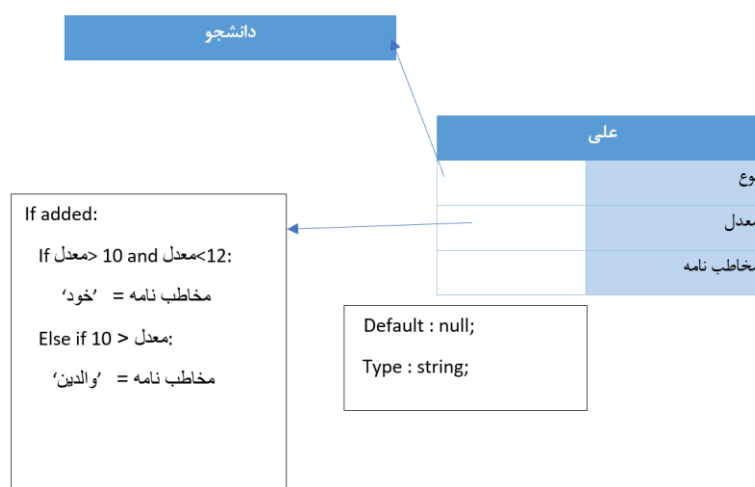 دانشجو
علی
نوع
معدل
مخاطب نامه
If added:
If معدل> 10 and معدل<12:
مخاطب نامه = ’خود‘
Else if 10 > معدل:
مخاطب نامه = ’والدین‘
Default : null;
Type : string;